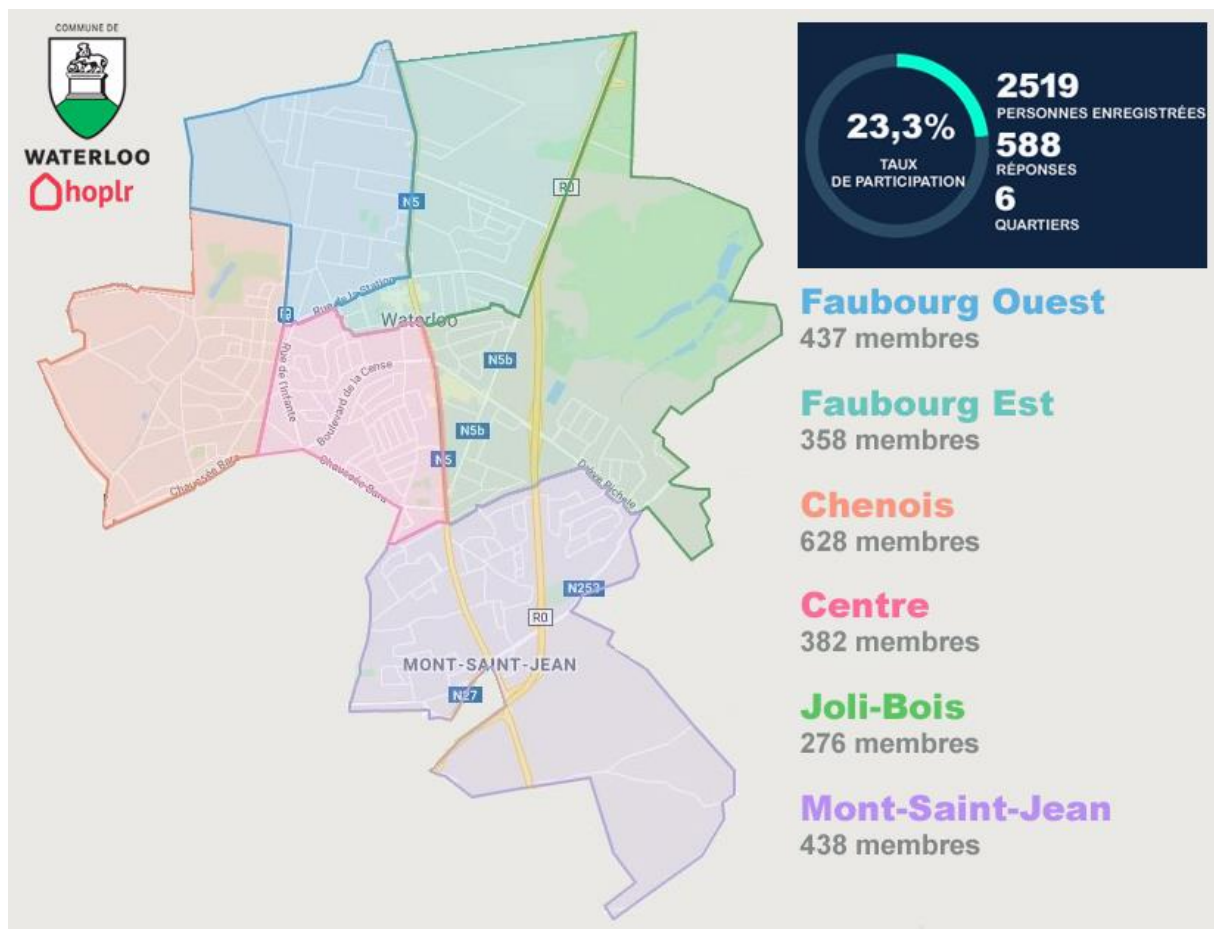 COMMUNE DE
WATERLOO
hoplr
23,3%
TAUX
DE PARTICIPATION
2519
PERSONNES ENREGISTRÉES
588
RÉPONSES
6
QUARTIERS
N5
R0
Rue de la Station
Waterloo
Rue de l'Infante
Boulevard de la Cense
N5b
N5b
N5
Chaussée Bara
Chaussée Bara
Drève Richelle
N253
R0
MONT-SAINT-JEAN
N27
Faubourg Ouest
437 membres
Faubourg Est
358 membres
Chenois
628 membres
Centre
382 membres
Joli-Bois
276 membres
Mont-Saint-Jean
438 membres